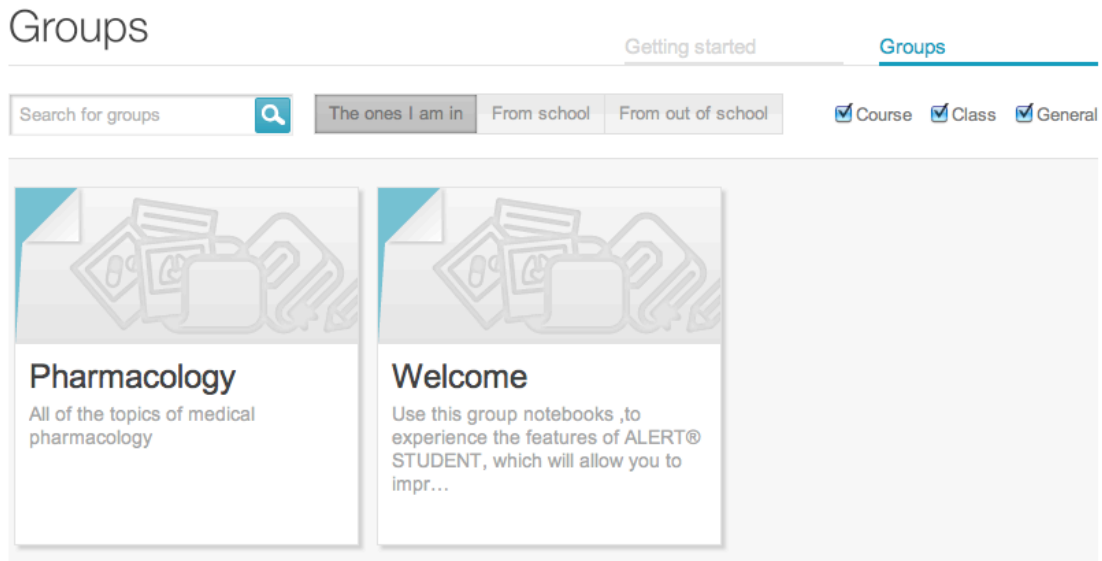 Groups
Getting started
Groups
Search for groups
The ones I am in
From school
From out of school
Course
Class
General
Pharmacology
All of the topics of medical
pharmacology
Welcome
Use this group notebooks ,to
experience the features of ALERT®
STUDENT, which will allow you to
impr…